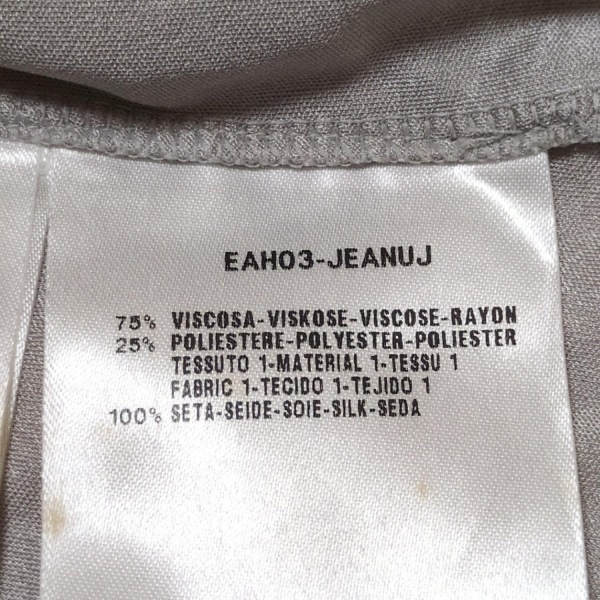 EAH03-JEANUJ
75% VISCOSA-VISKOSE-VISCOSE-RAYON
25% POLIESTERE-POLYESTER-POLIESTER
TESSUTO 1-MATERIAL 1-TESSU 1
FABRIC 1-TECIDO 1-TEJIDO 1
100% SETA-SEIDE-SOIE-SILK-SEDA